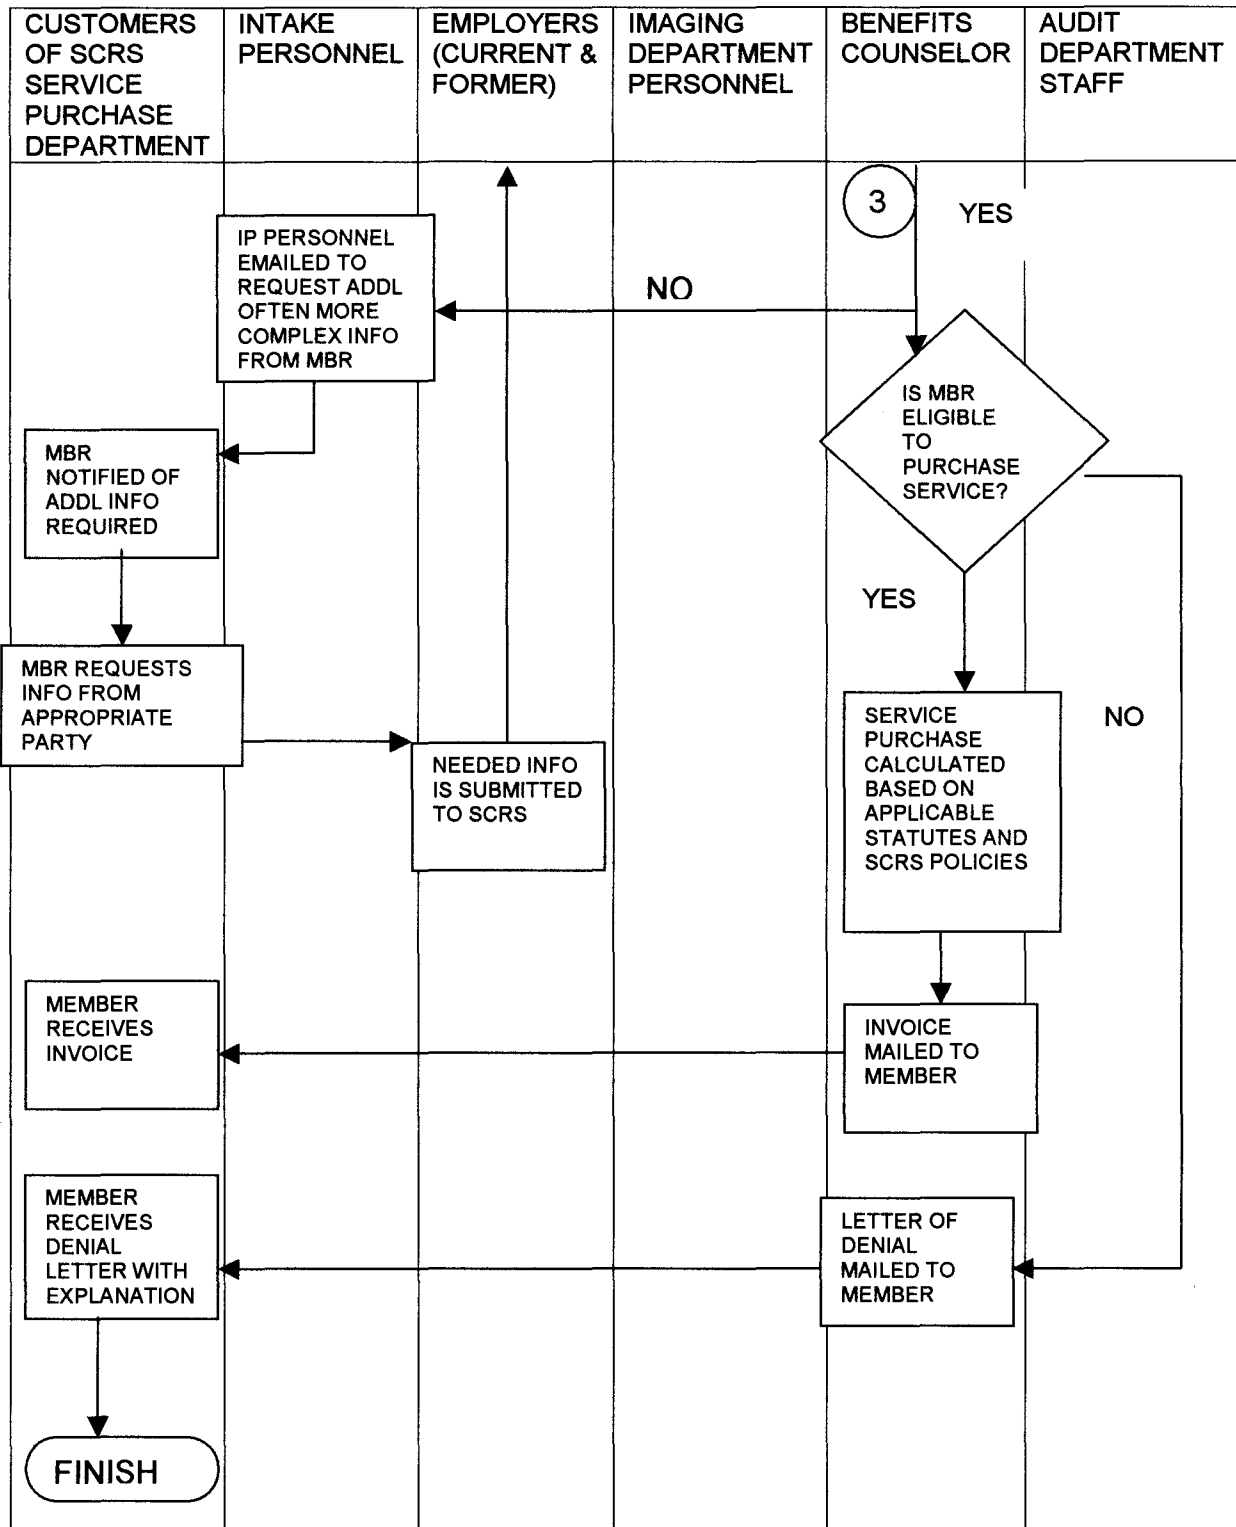 CUSTOMERS
OF SCRS
SERVICE
PURCHASE
DEPARTMENT
INTAKE
PERSONNEL
EMPLOYERS
(CURRENT &
FORMER)
IMAGING
DEPARTMENT
PERSONNEL
BENEFITS
COUNSELOR
AUDIT
DEPARTMENT
STAFF
3
YES
IP PERSONNEL
EMAILED TO
REQUEST ADDL
OFTEN MORE
COMPLEX INFO
FROM MBR
NO
IS MBR
ELIGIBLE
TO
PURCHASE
SERVICE?
MBR
NOTIFIED OF
ADDL INFO
REQUIRED
YES
MBR REQUESTS
INFO FROM
APPROPRIATE
PARTY
NEEDED INFO
IS SUBMITTED
TO SCRS
SERVICE
PURCHASE
CALCULATED
BASED ON
APPLICABLE
STATUTES AND
SCRS POLICIES
NO
MEMBER
RECEIVES
INVOICE
INVOICE
MAILED TO
MEMBER
MEMBER
RECEIVES
DENIAL
LETTER WITH
EXPLANATION
LETTER OF
DENIAL
MAILED TO
MEMBER
FINISH